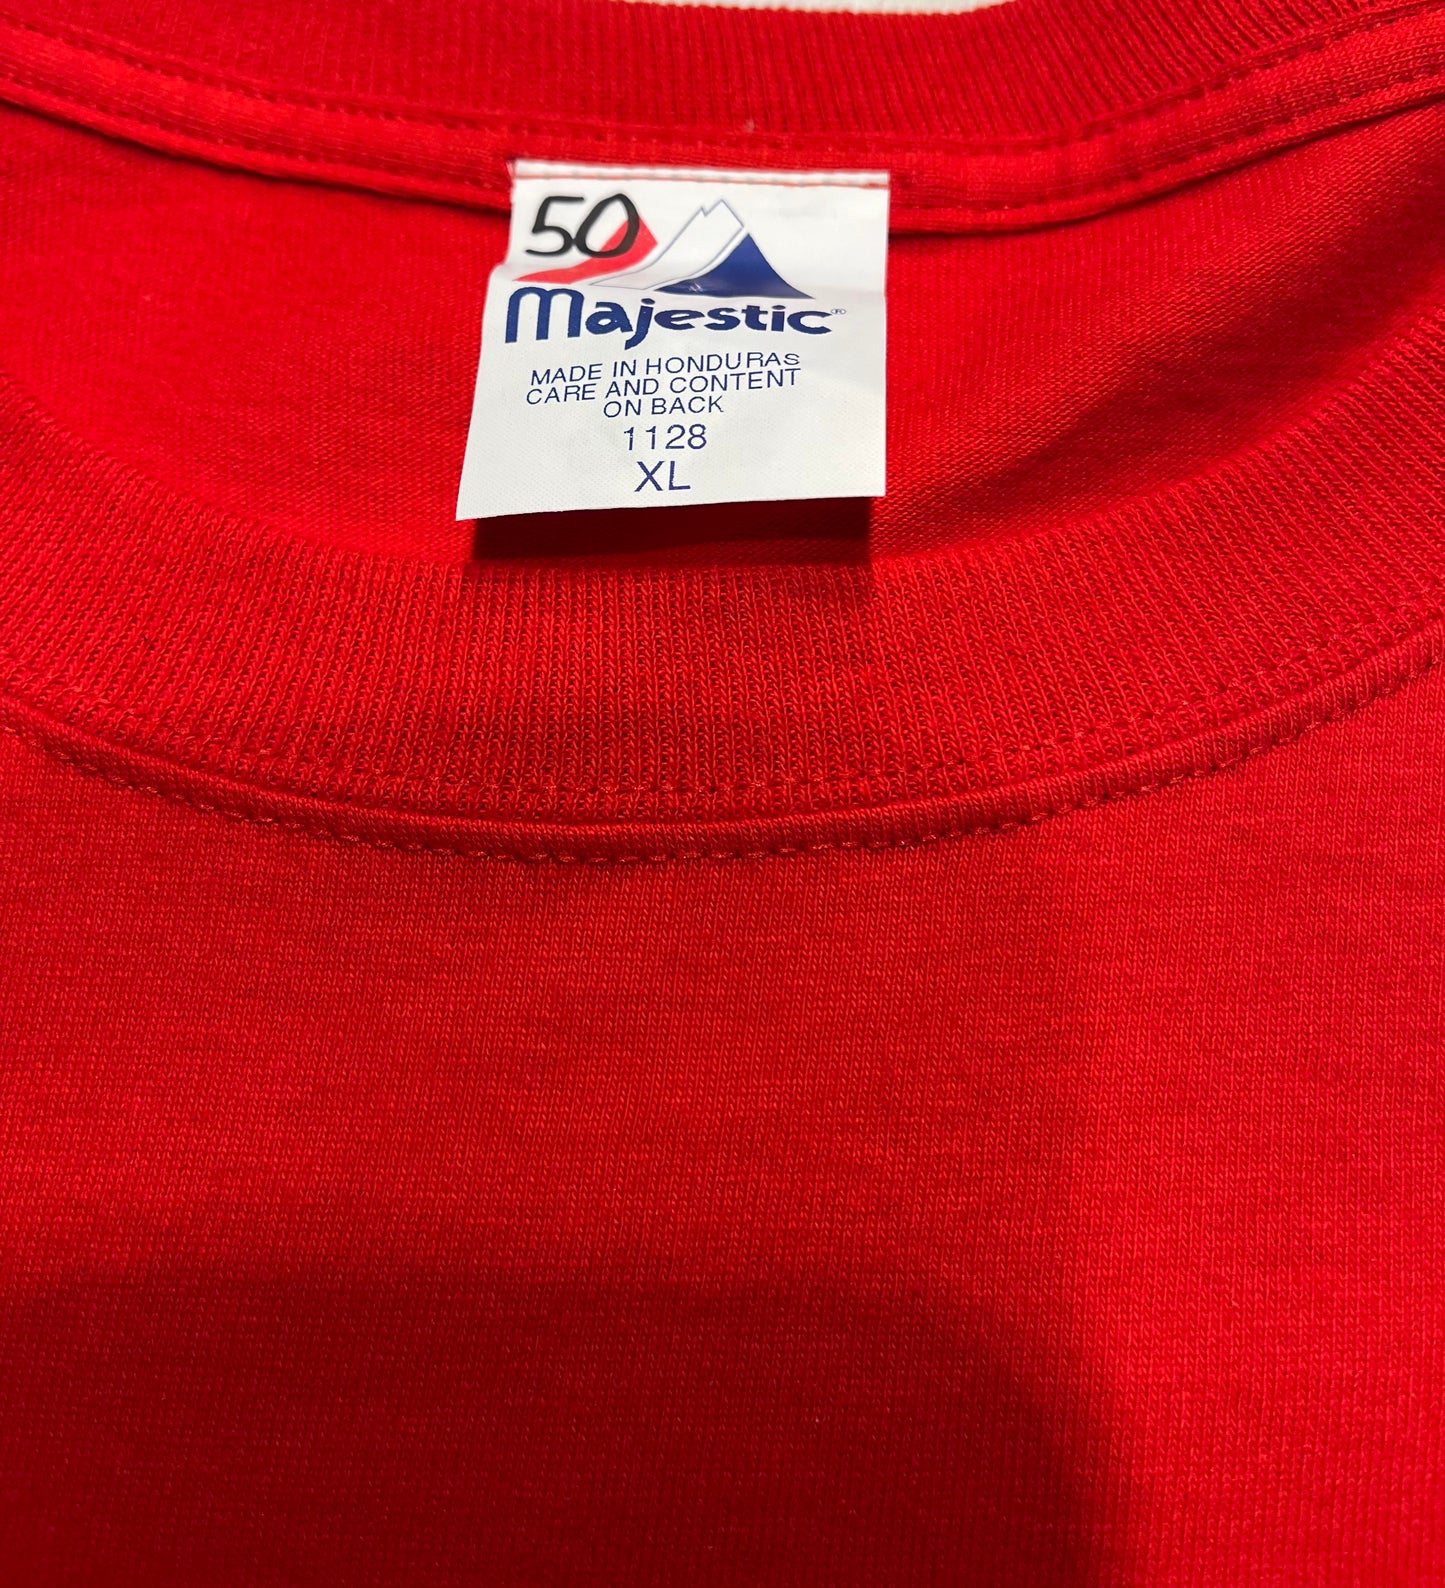 50
Majestic®
MADE IN HONDURAS
CARE AND CONTENT
ON BACK
1128
XL